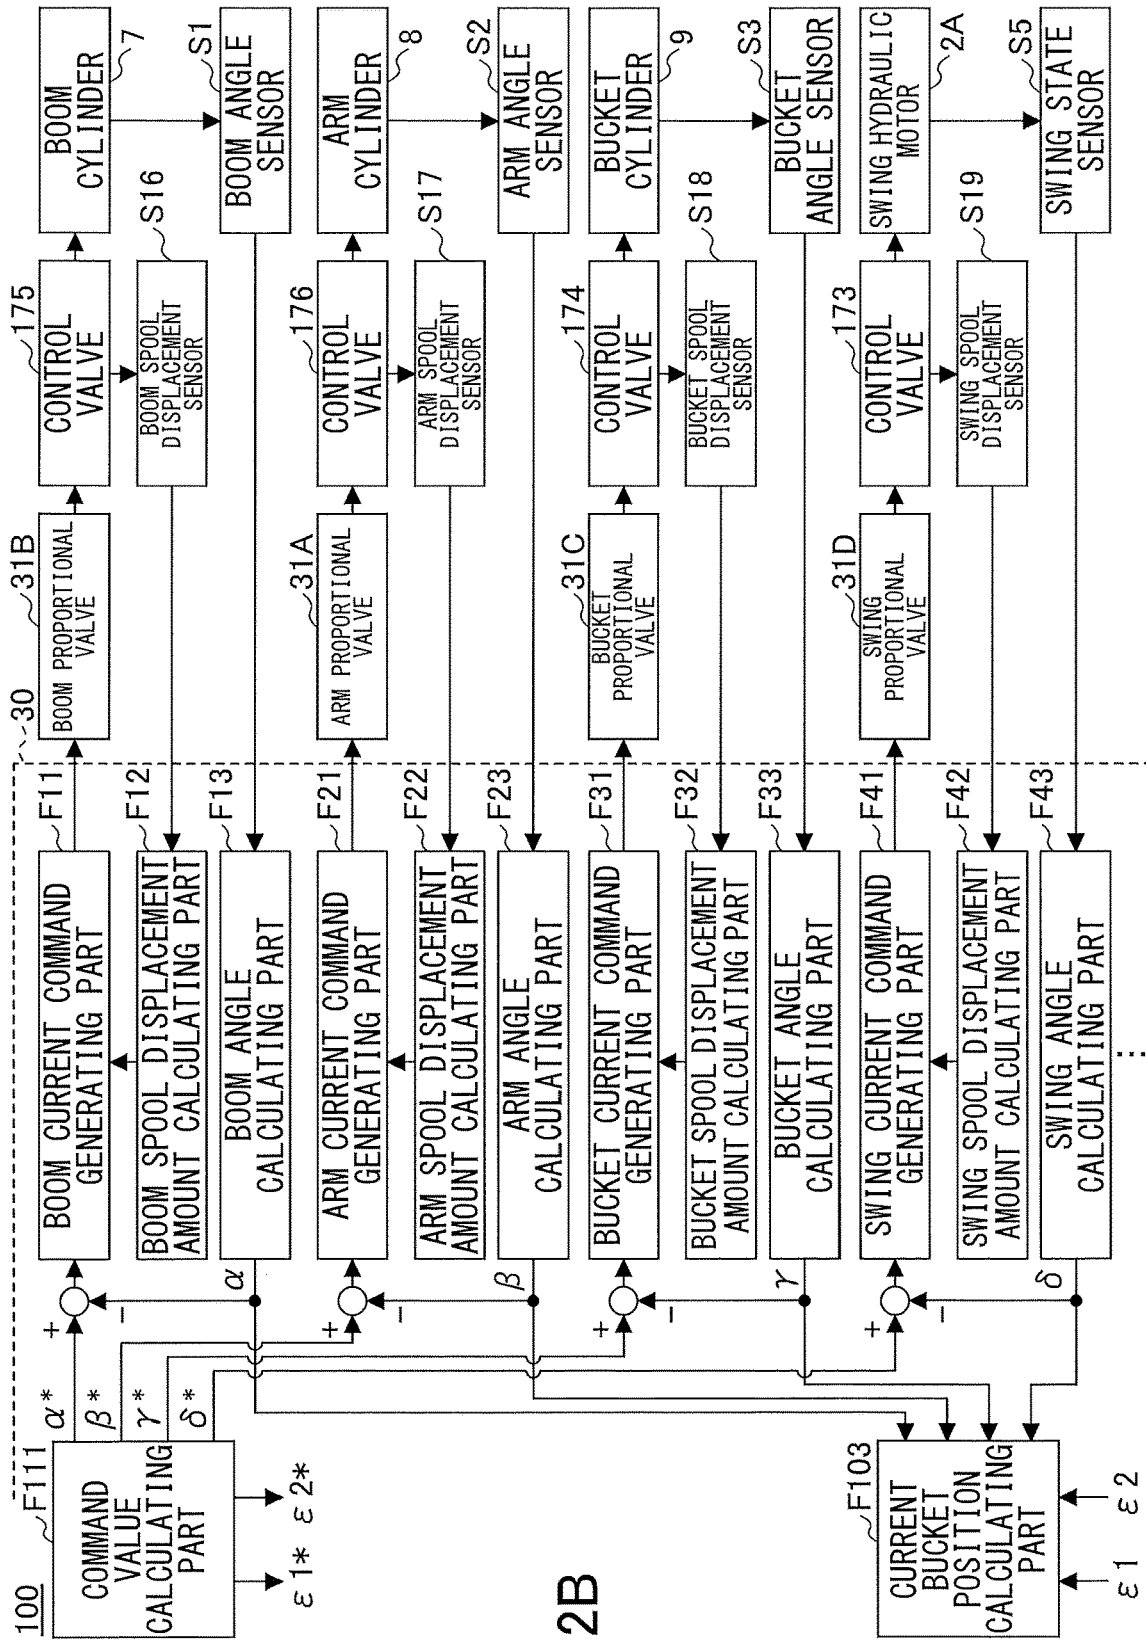 100
F111
COMMAND
VALUE
CALCULATING
PART
α*
β*
γ*
δ*
ε1*
ε2*
30
+
−
F11
BOOM CURRENT COMMAND
GENERATING PART
31B
BOOM PROPORTIONAL
VALVE
175
CONTROL
VALVE
7
BOOM
CYLINDER
F12
BOOM SPOOL DISPLACEMENT
AMOUNT CALCULATING PART
S16
BOOM SPOOL
DISPLACEMENT
SENSOR
α
F13
BOOM ANGLE
CALCULATING PART
S1
BOOM ANGLE
SENSOR
+
−
F21
ARM CURRENT COMMAND
GENERATING PART
31A
ARM PROPORTIONAL
VALVE
176
CONTROL
VALVE
8
ARM
CYLINDER
F22
ARM SPOOL DISPLACEMENT
AMOUNT CALCULATING PART
S17
ARM SPOOL
DISPLACEMENT
SENSOR
β
F23
ARM ANGLE
CALCULATING PART
S2
ARM ANGLE
SENSOR
+
−
F31
BUCKET CURRENT COMMAND
GENERATING PART
31C
BUCKET
PROPORTIONAL
VALVE
174
CONTROL
VALVE
9
BUCKET
CYLINDER
F32
BUCKET SPOOL DISPLACEMENT
AMOUNT CALCULATING PART
S18
BUCKET SPOOL
DISPLACEMENT
SENSOR
γ
F33
BUCKET ANGLE
CALCULATING PART
S3
BUCKET
ANGLE SENSOR
+
−
F41
SWING CURRENT COMMAND
GENERATING PART
31D
SWING
PROPORTIONAL
VALVE
173
CONTROL
VALVE
2A
SWING HYDRAULIC
MOTOR
F42
SWING SPOOL DISPLACEMENT
AMOUNT CALCULATING PART
S19
SWING SPOOL
DISPLACEMENT
SENSOR
δ
F43
SWING ANGLE
CALCULATING PART
S5
SWING STATE
SENSOR
...
F103
CURRENT
BUCKET
POSITION
CALCULATING
PART
ε1
ε2
2B